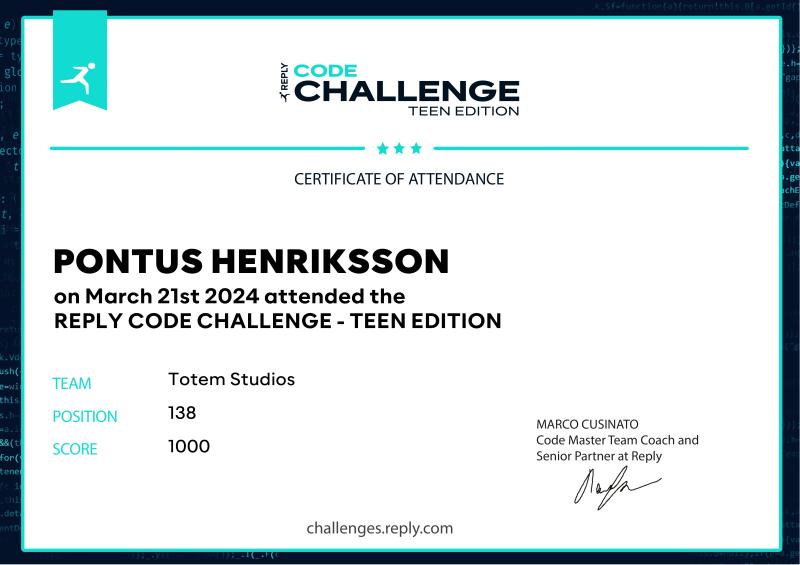 REPLY
CODE
CHALLENGE
TEEN EDITION
CERTIFICATE OF ATTENDANCE
PONTUS HENRIKSSON
on March 21st 2024 attended the
REPLY CODE CHALLENGE - TEEN EDITION
TEAM Totem Studios
POSITION 138
SCORE 1000
MARCO CUSINATO
Code Master Team Coach and
Senior Partner at Reply
challenges.reply.com